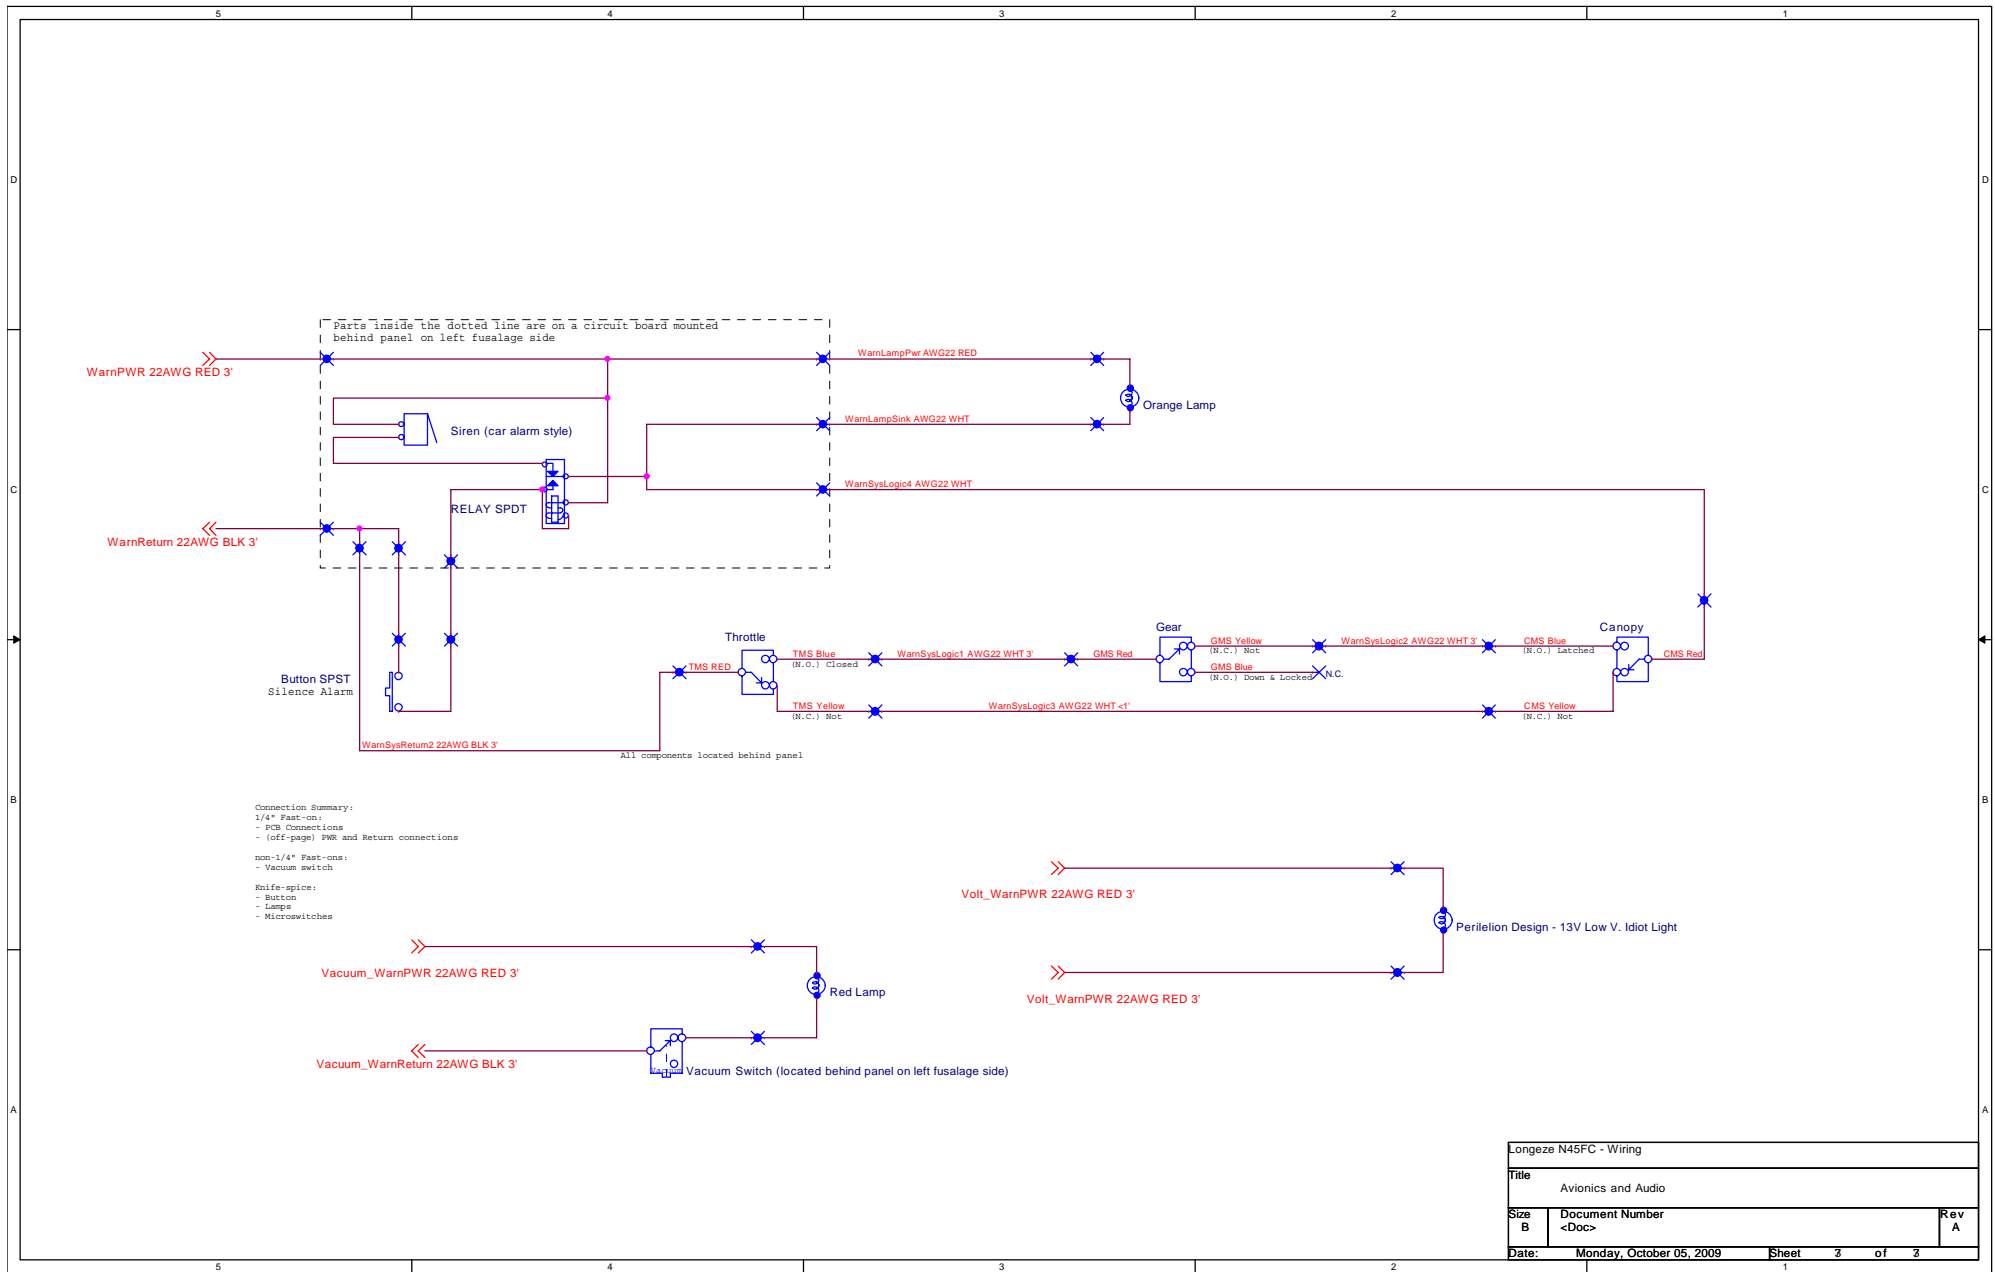 5 4 3 2 1
D D
Parts inside the dotted line are on a circuit board mounted
behind panel on left fusalage side
WarnPWR 22AWG RED 3'
WarnLampPwr AWG22 RED
Orange Lamp
WarnLampSink AWG22 WHT
Siren (car alarm style)
C C
WarnSysLogic4 AWG22 WHT
RELAY SPDT
WarnReturn 22AWG BLK 3'
Throttle
Gear
Canopy
TMS RED
TMS Blue
(N.O.) Closed
WarnSysLogic1 AWG22 WHT 3'
GMS Red
GMS Yellow
(N.C.) Not
WarnSysLogic2 AWG22 WHT 3'
CMS Blue
(N.O.) Latched
CMS Red
GMS Blue
(N.O.) Down & Locked
N.C.
Button SPST
Silence Alarm
TMS Yellow
(N.C.) Not
WarnSysLogic3 AWG22 WHT <1'
CMS Yellow
(N.C.) Not
WarnSysReturn2 22AWG BLK 3'
All components located behind panel
B B
Connection Summary:
1/4" Fast-on:
- PCB Connections
- (off-page) PWR and Return connections
non-1/4" Fast-ons:
- Vacuum switch
Knife-spice:
- Button
- Lamps
- Microswitches
Volt_WarnPWR 22AWG RED 3'
Perilelion Design - 13V Low V. Idiot Light
Volt_WarnPWR 22AWG RED 3'
Vacuum_WarnPWR 22AWG RED 3'
Red Lamp
Vacuum_WarnReturn 22AWG BLK 3'
Vacuum
Vacuum Switch (located behind panel on left fusalage side)
A A
Longeze N45FC - Wiring
Title
Avionics and Audio
Size
B
Document Number
<Doc>
Rev
A
Date: Monday, October 05, 2009 Sheet of
5 4 3 2 1